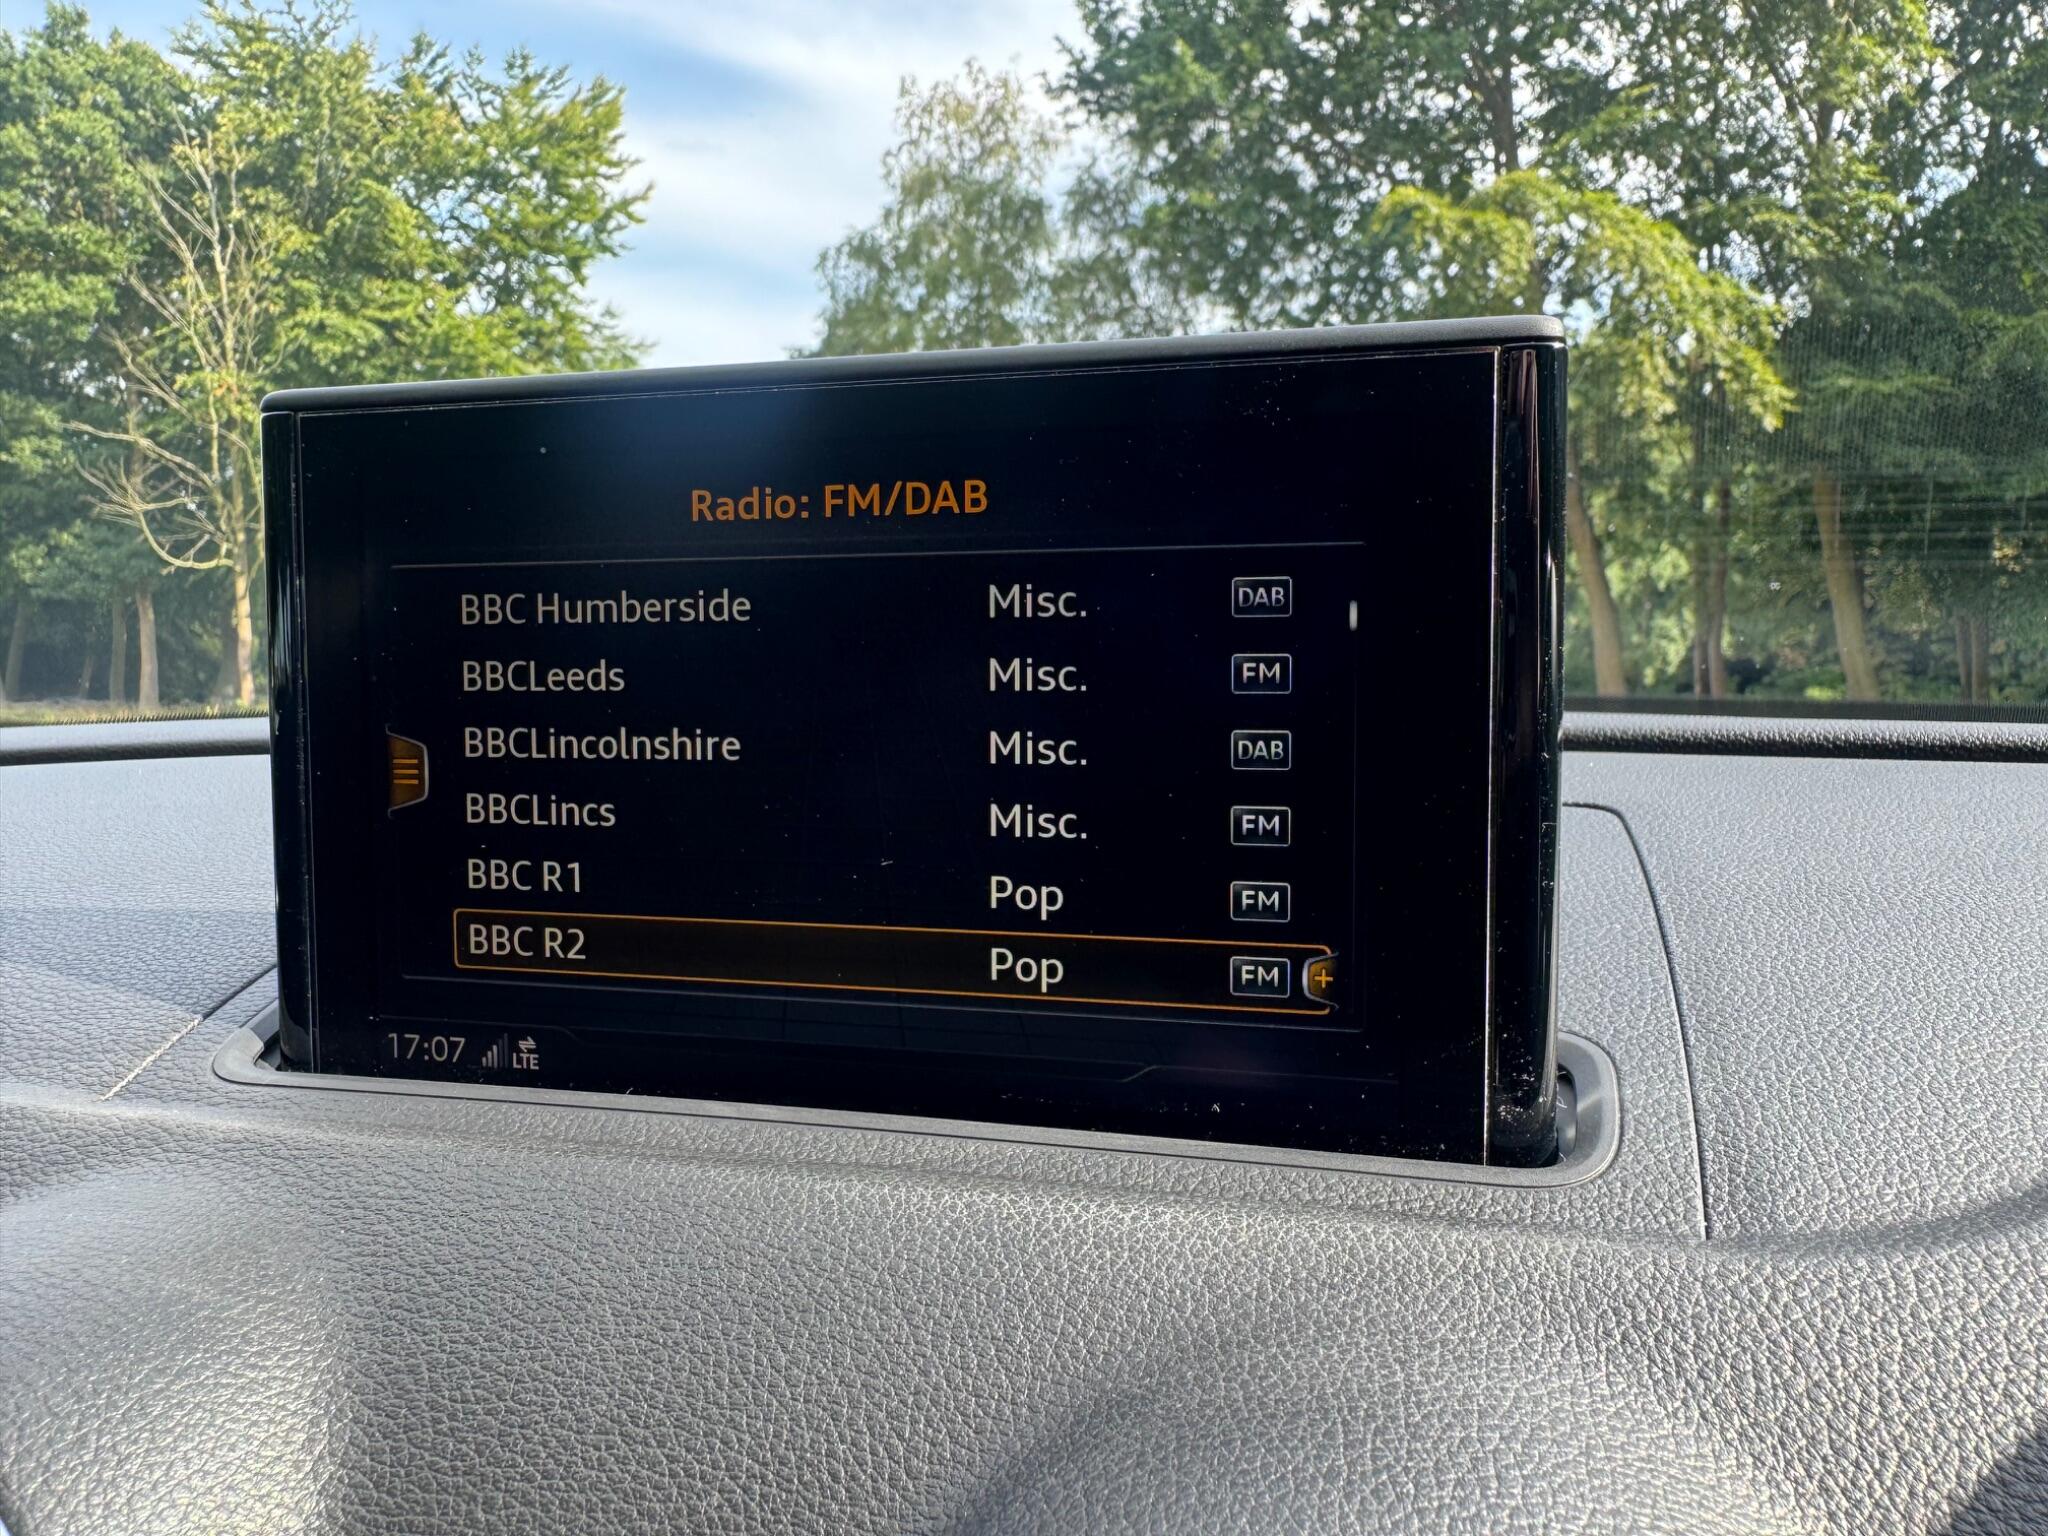 Radio: FM/DAB
BBC Humberside Misc. DAB
BBCLeeds Misc. FM
BBCLincolnshire Misc. DAB
BBCLincs Misc. FM
BBC R1 Pop FM
BBC R2 Pop FM +
17:07 LTE